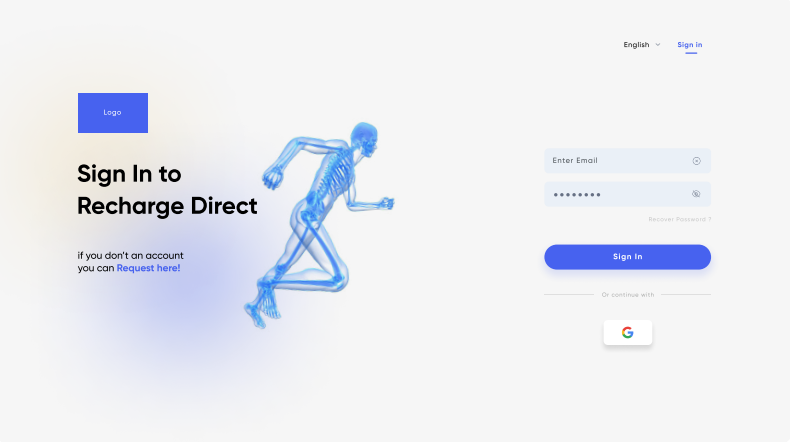 English
Sign in
Logo
Sign In to
Recharge Direct
if you don't an account
you can Request here!
Enter Email
Recover Password ?
Sign In
Or continue with